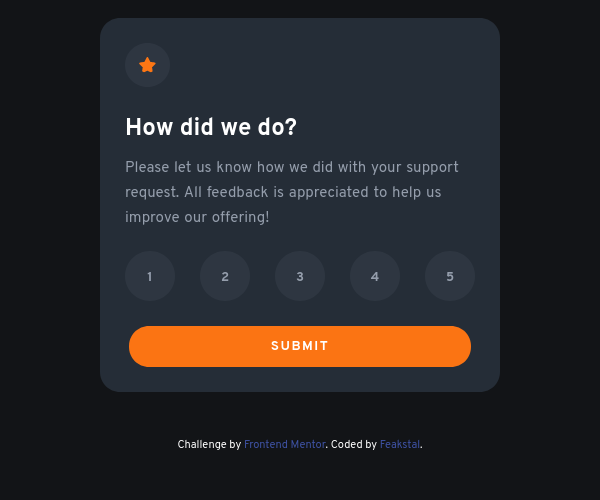 How did we do?
Please let us know how we did with your support
request. All feedback is appreciated to help us
improve our offering!
1 2 3 4 5
SUBMIT
Challenge by Frontend Mentor. Coded by Feakstal.